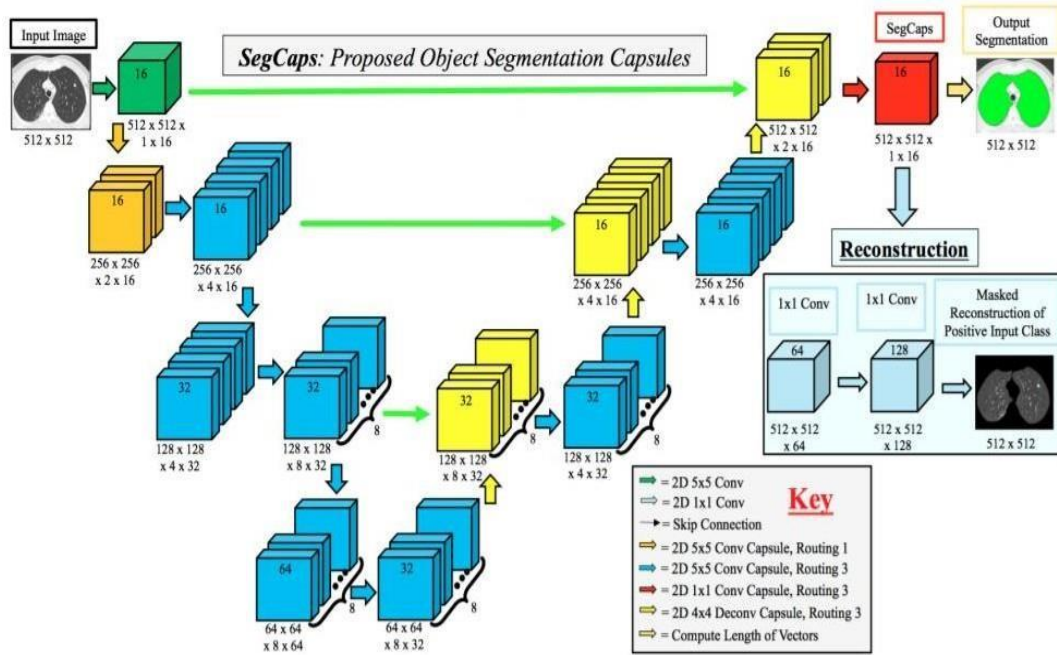 Input Image
SegCaps: Proposed Object Segmentation Capsules
SegCaps
Output
Segmentation
16
16
16
512 x 512
512 x 512 x
1 x 16
512 x 512
x 2 x 16
512 x 512 x
1 x 16
512 x 512
16
16
16
16
256 x 256
x 2 x 16
256 x 256
x 4 x 16
256 x 256
x 4 x 16
256 x 256
x 4 x 16
Reconstruction
1x1 Conv
1x1 Conv
Masked
Reconstruction of
Positive Input Class
64
128
512 x 512
x 64
512 x 512
x 128
512 x 512
32
32
32
32
8
8
8
128 x 128
x 4 x 32
128 x 128
x 8 x 32
128 x 128
x 8 x 32
128 x 128
x 4 x 32
64
32
8
8
64 x 64
x 8 x 64
64 x 64
x 8 x 32
Key
= 2D 5x5 Conv
= 2D 1x1 Conv
= Skip Connection
= 2D 5x5 Conv Capsule, Routing 1
= 2D 5x5 Conv Capsule, Routing 3
= 2D 1x1 Conv Capsule, Routing 3
= 2D 4x4 Deconv Capsule, Routing 3
= Compute Length of Vectors